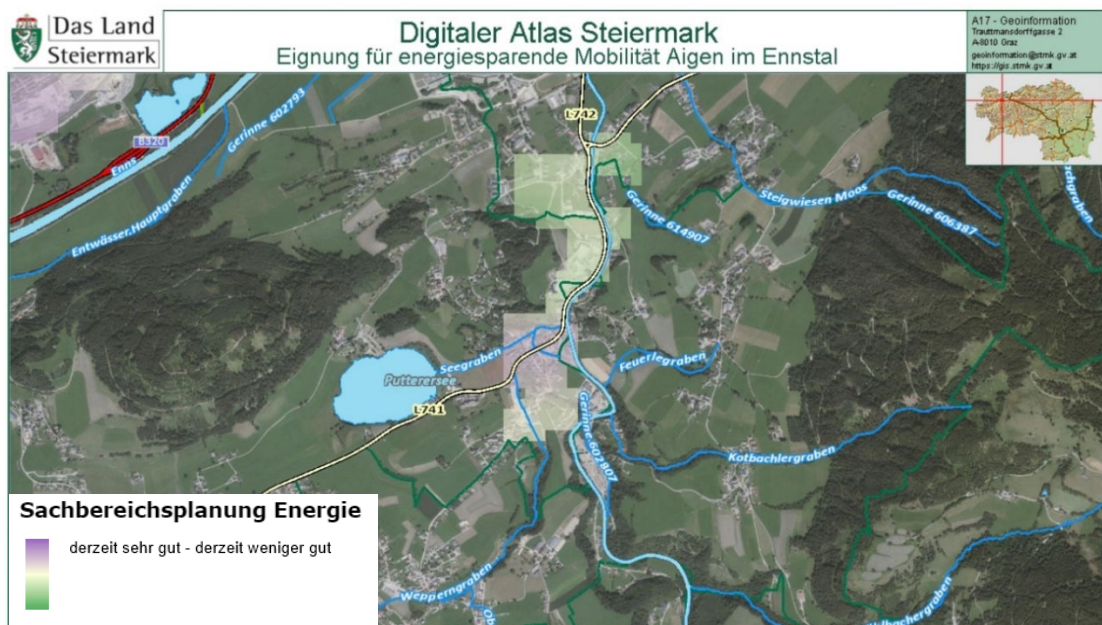 Das Land
Steiermark
Digitaler Atlas Steiermark
Eignung für energiesparende Mobilität Aigen im Ennstal
A17 - Geoinformation
Trauttmansdorffgasse 2
A-8010 Graz
geoinformation@stmk.gv.at
https://gis.stmk.gv.at
B320
Enns
Gerinne 602793
Entwässer.Hauptgraben
L742
Gerinne 614907
Steigwiesen Moos
Gerinne 606387
Seegraben
Putterersee
L741
Feuerlegraben
Gerinne 602807
Kotbachlergraben
Wepperngraben
Sachbereichsplanung Energie
derzeit sehr gut - derzeit weniger gut